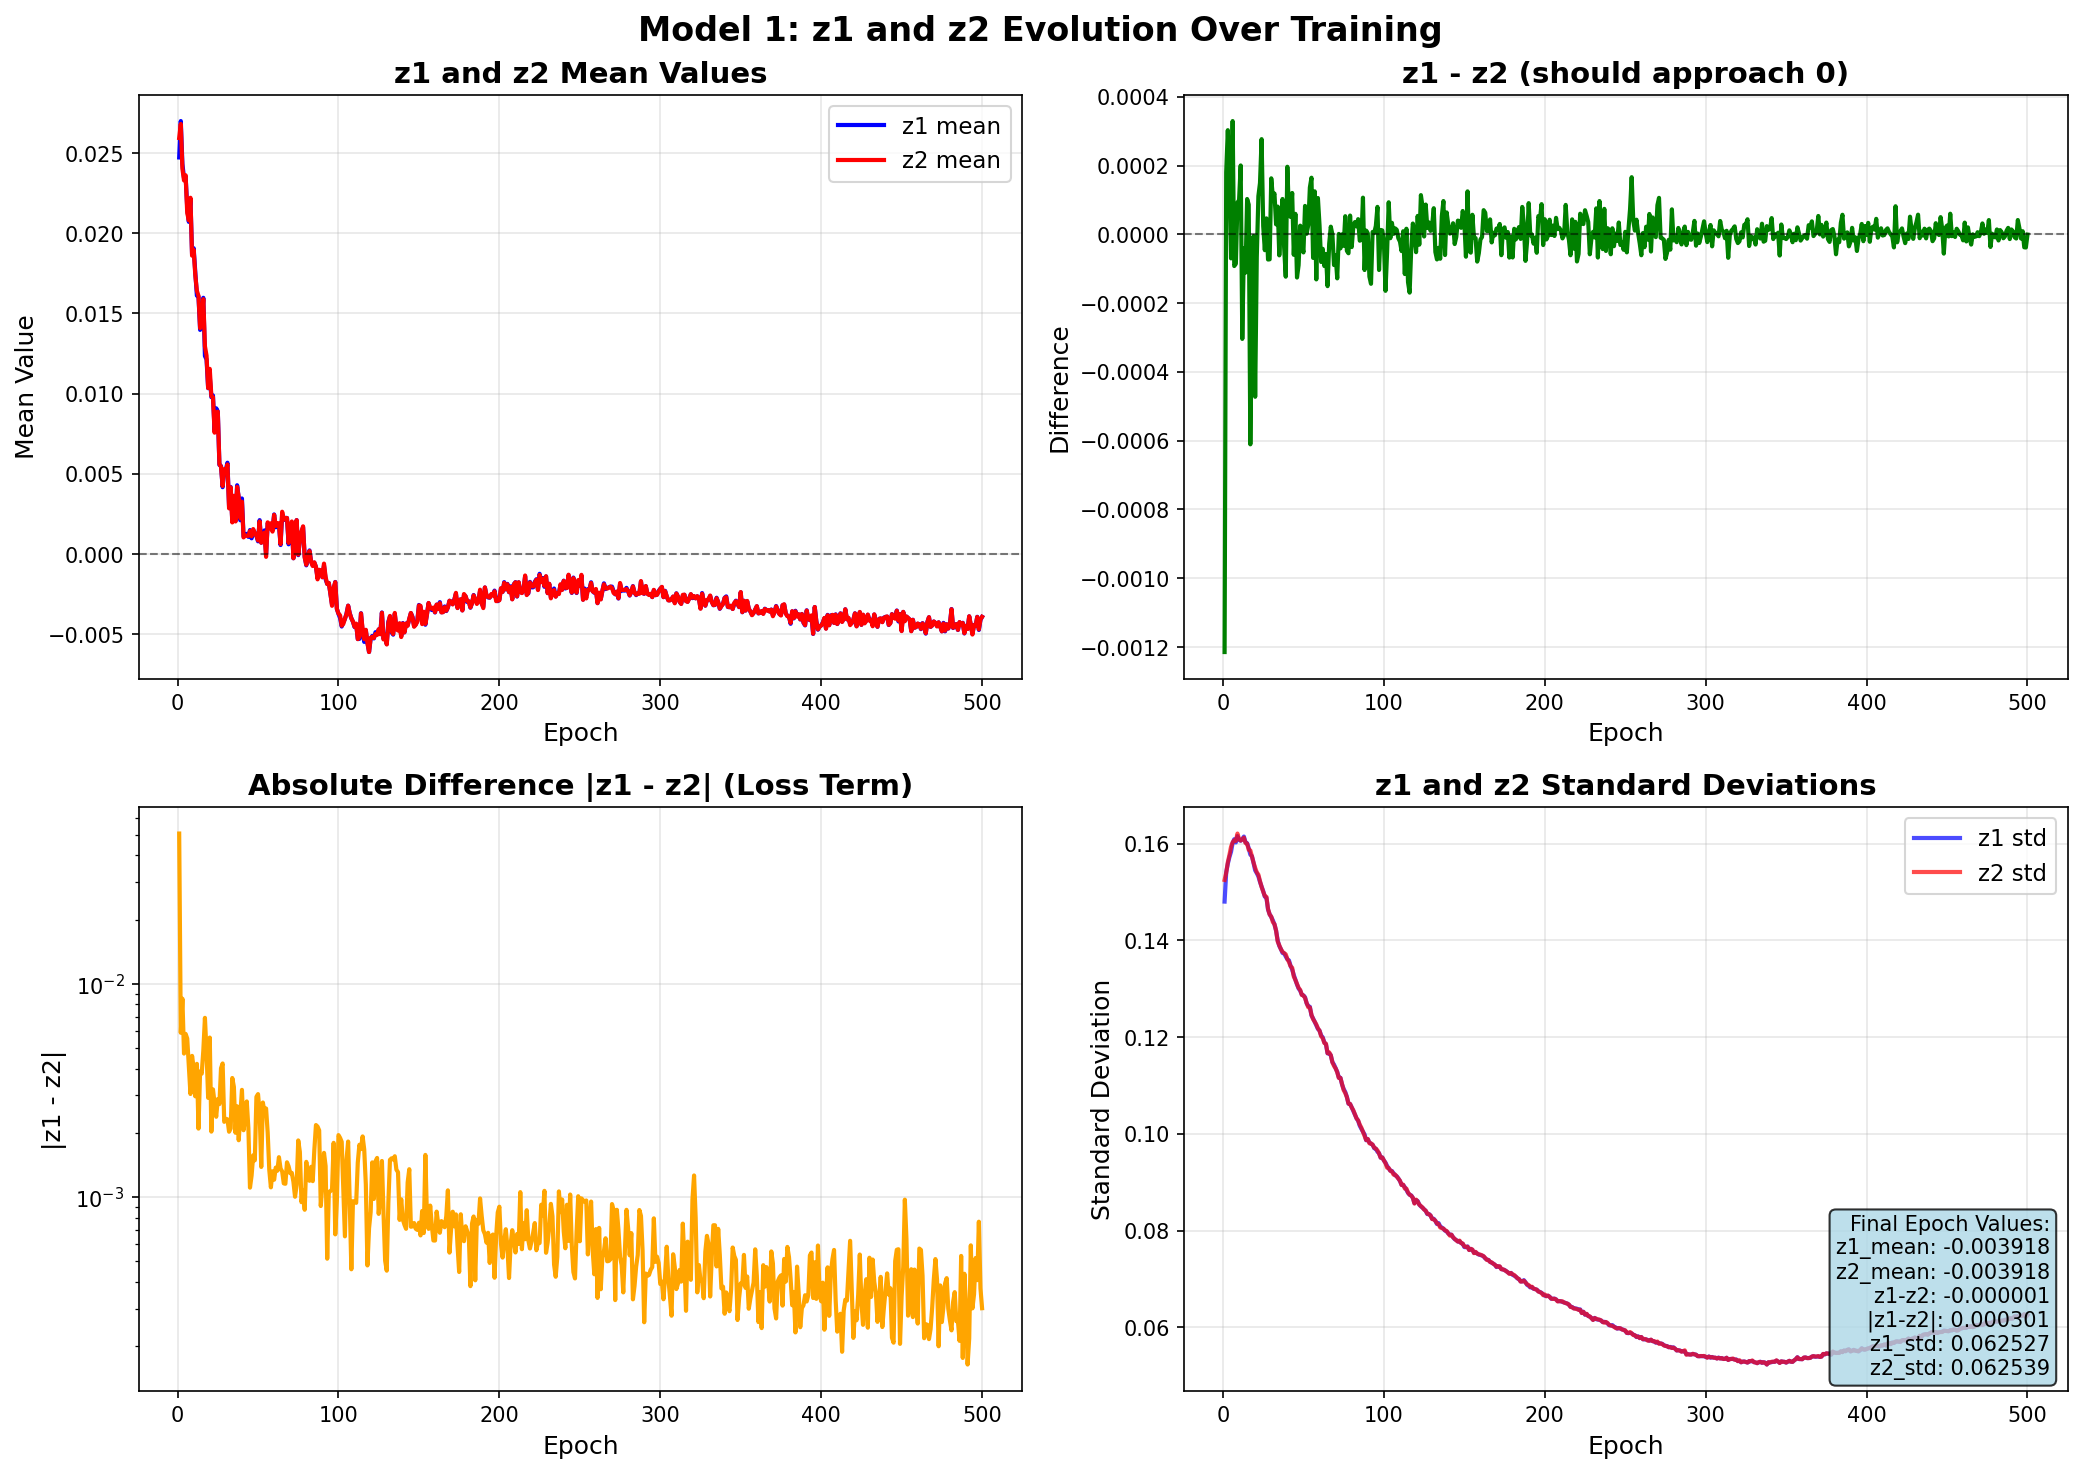 Model 1: z1 and z2 Evolution Over Training
z1 and z2 Mean Values
z1 mean
z2 mean
0.025
0.020
0.015
0.010
0.005
0.000
−0.005
Mean Value
0
100
200
300
400
500
Epoch
z1 - z2 (should approach 0)
0.0004
0.0002
0.0000
−0.0002
−0.0004
−0.0006
−0.0008
−0.0010
−0.0012
Difference
0
100
200
300
400
500
Epoch
Absolute Difference |z1 - z2| (Loss Term)
10⁻²
10⁻³
|z1 - z2|
0
100
200
300
400
500
Epoch
z1 and z2 Standard Deviations
z1 std
z2 std
0.16
0.14
0.12
0.10
0.08
0.06
Standard Deviation
Final Epoch Values:
z1_mean: -0.003918
z2_mean: -0.003918
z1-z2: -0.000001
|z1-z2|: 0.000301
z1_std: 0.062527
z2_std: 0.062539
0
100
200
300
400
500
Epoch